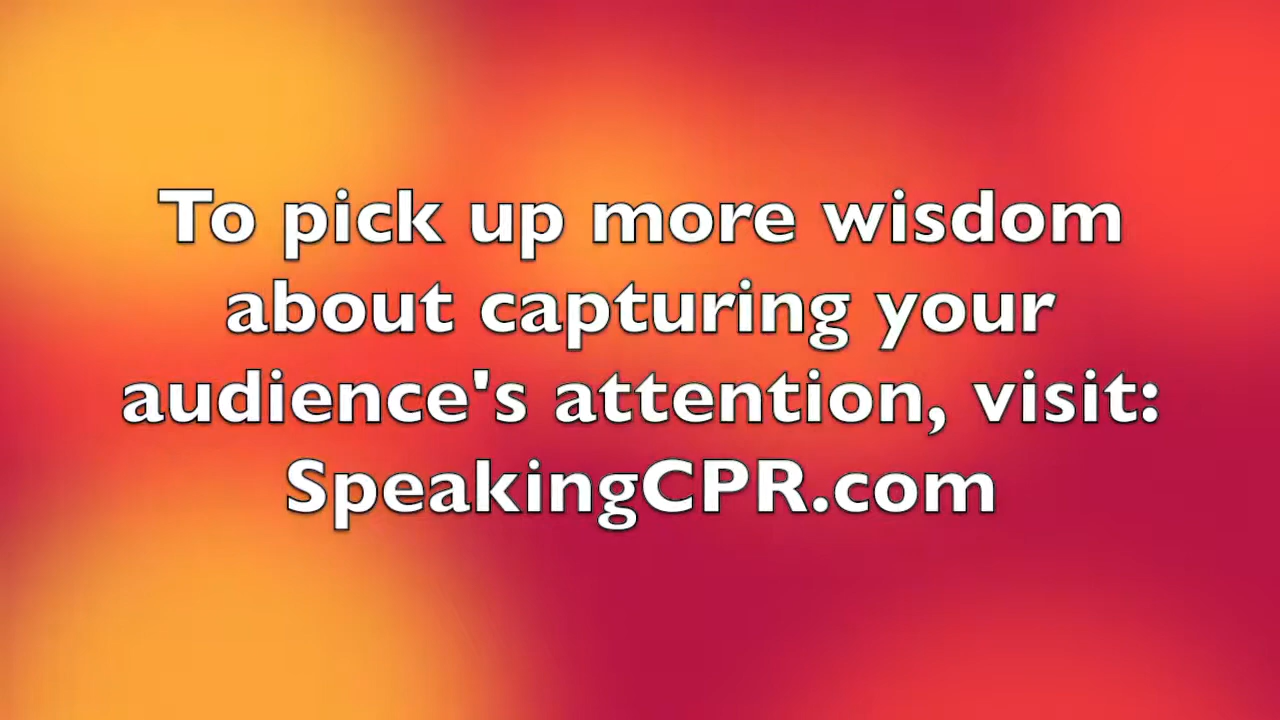 To pick up more wisdom
about capturing your
audience's attention, visit:
SpeakingCPR.com